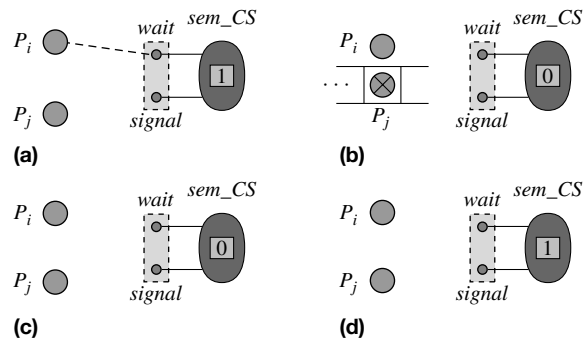 wait sem_CS
P_i
1
P_j
signal
(a)
wait sem_CS
P_i
0
. . .
P_j
signal
(b)
wait sem_CS
P_i
0
P_j
signal
(c)
wait sem_CS
P_i
1
P_j
signal
(d)